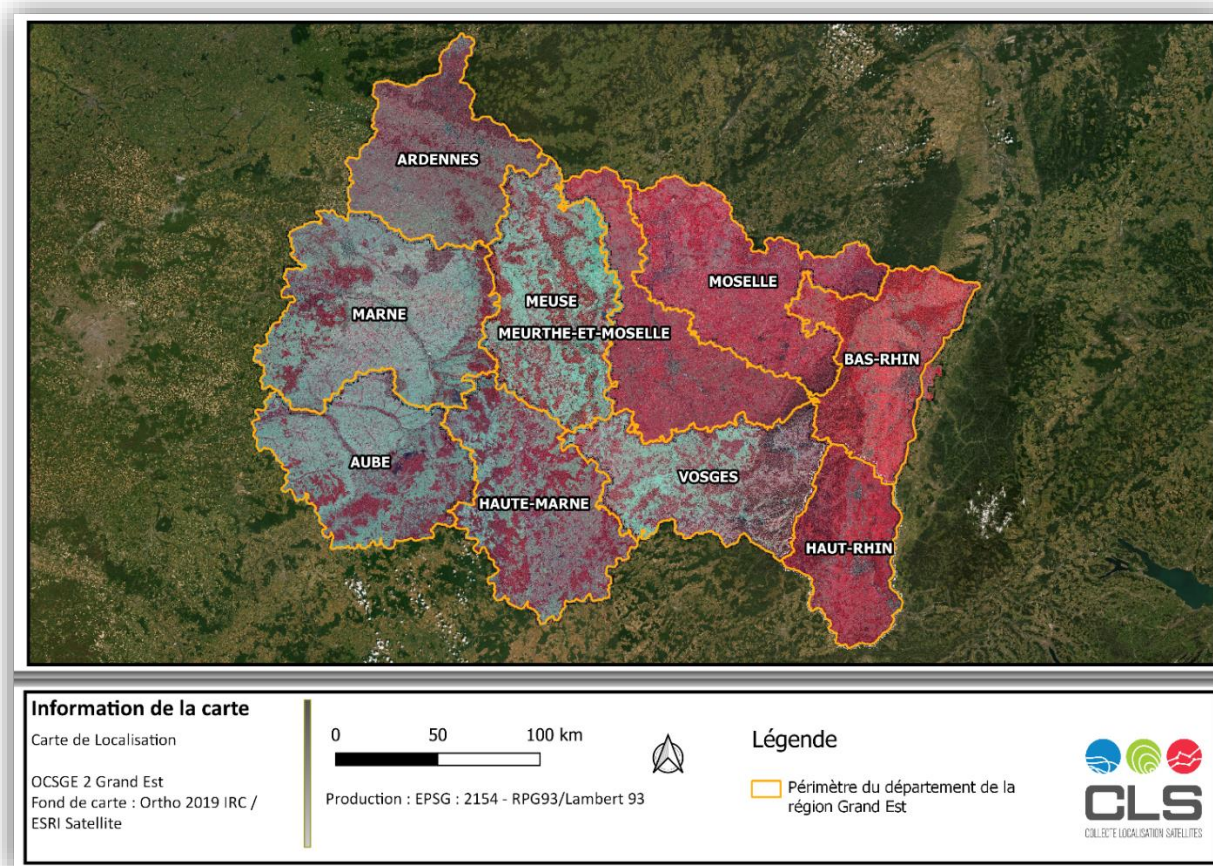 ARDENNES
MOSELLE
MEUSE
MARNE
MEURTHE-ET-MOSELLE
BAS-RHIN
AUBE
VOSGES
HAUTE-MARNE
HAUT-RHIN
Information de la carte
Carte de Localisation
OCSGE 2 Grand Est
Fond de carte : Ortho 2019 IRC /
ESRI Satellite
0 50 100 km
Production : EPSG : 2154 - RPG93/Lambert 93
Légende
Périmètre du département de la
région Grand Est
CLS
COLLECTE LOCALISATION SATELLITES